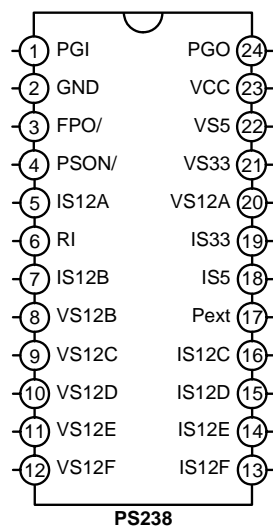 1 PGI PGO 24
2 GND VCC 23
3 FPO/ VS5 22
4 PSON/ VS33 21
5 IS12A VS12A 20
6 RI IS33 19
7 IS12B IS5 18
8 VS12B Pext 17
9 VS12C IS12C 16
10 VS12D IS12D 15
11 VS12E IS12E 14
12 VS12F IS12F 13
PS238